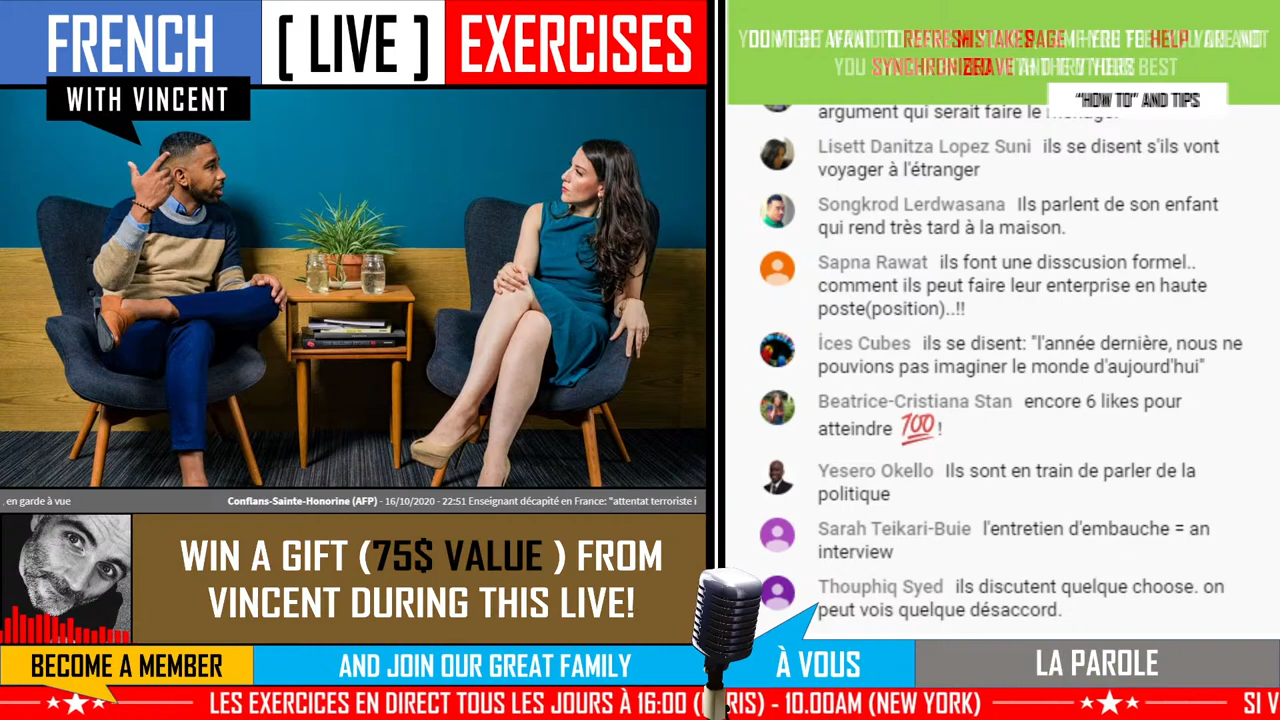 FRENCH
[ LIVE ]
EXERCISES
WITH VINCENT
"HOW TO" AND TIPS
argument qui serait faire le
Lisett Danitza Lopez Suni ils se disent s'ils vont
voyager à l'étranger
Songkrod Lerdwasana Ils parlent de son enfant
qui rend très tard à la maison.
Sapna Rawat ils font une disscusion formel..
comment ils peut faire leur enterprise en haute
poste(position)..!!
İces Cubes ils se disent: "l'année dernière, nous ne
pouvions pas imaginer le monde d'aujourd'hui"
Beatrice-Cristiana Stan encore 6 likes pour
atteindre 💯 !
Yesero Okello Ils sont en train de parler de la
politique
Sarah Teikari-Buie l'entretien d'embauche = an
interview
Thouphiq Syed ils discutent quelque choose. on
peut vois quelque désaccord.
. en garde à vue
Conflans-Sainte-Honorine (AFP) - 16/10/2020 - 22:51 Enseignant décapité en France: "attentat terroriste i
WIN A GIFT (75$ VALUE ) FROM
VINCENT DURING THIS LIVE!
BECOME A MEMBER
AND JOIN OUR GREAT FAMILY
À VOUS
LA PAROLE
LES EXERCICES EN DIRECT TOUS LES JOURS À 16:00 ( RIS) - 10.00AM (NEW YORK)
SI V